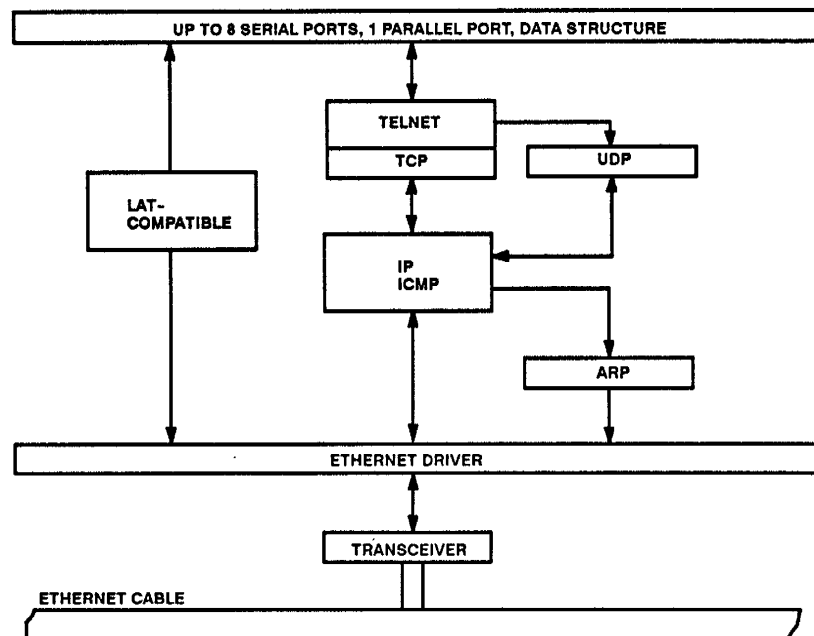 UP TO 8 SERIAL PORTS, 1 PARALLEL PORT, DATA STRUCTURE
TELNET
TCP
UDP
LAT-
COMPATIBLE
IP
ICMP
ARP
ETHERNET DRIVER
TRANSCEIVER
ETHERNET CABLE